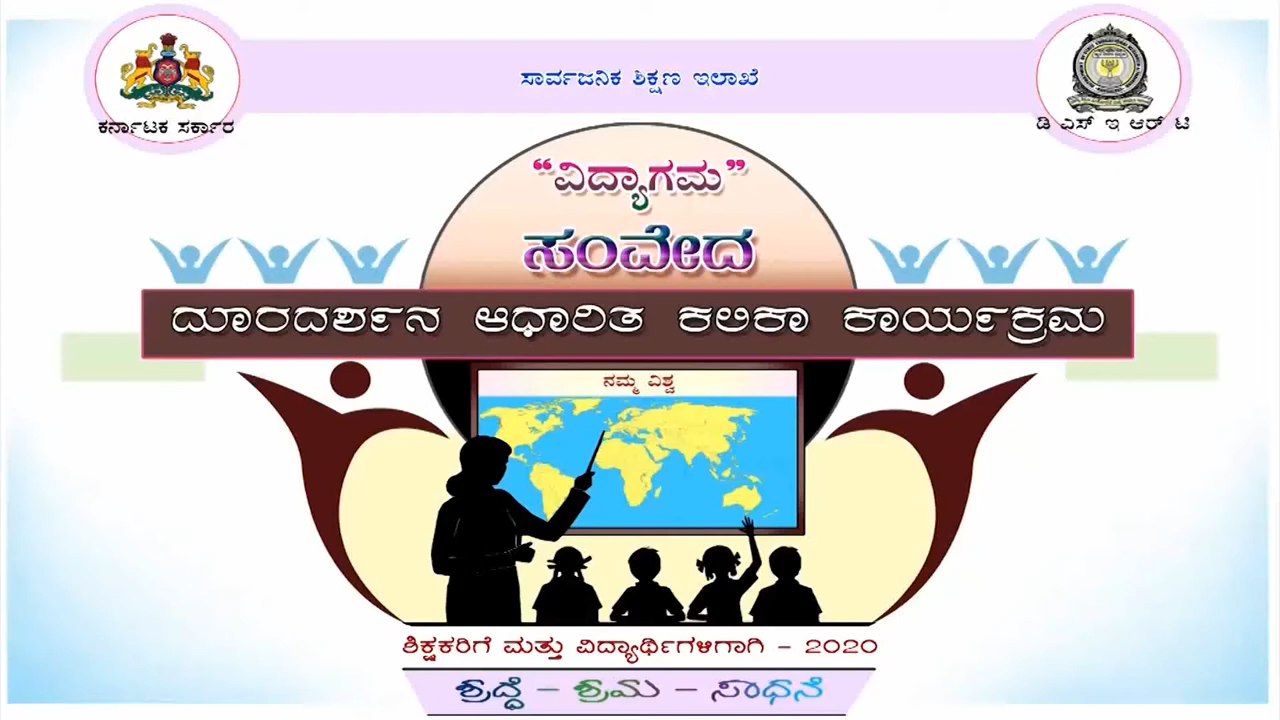 ಸಾರ್ವಜನಿಕ ಶಿಕ್ಷಣ ಇಲಾಖೆ
ಕರ್ನಾಟಕ ಸರ್ಕಾರ
ಡಿ ಎಸ್ ಇ ಆರ್ ಟಿ
“ವಿದ್ಯಾಗಮ”
ಸಂವೇದ
ದೂರದರ್ಶನ ಆಧಾರಿತ ಕಲಿಕಾ ಕಾರ್ಯಕ್ರಮ
ನಮ್ಮ ವಿಶ್ವ
ಶಿಕ್ಷಕರಿಗೆ ಮತ್ತು ವಿದ್ಯಾರ್ಥಿಗಳಿಗಾಗಿ - 2020
ಶ್ರದ್ಧೆ - ಶ್ರಮ - ಸಾಧನೆ